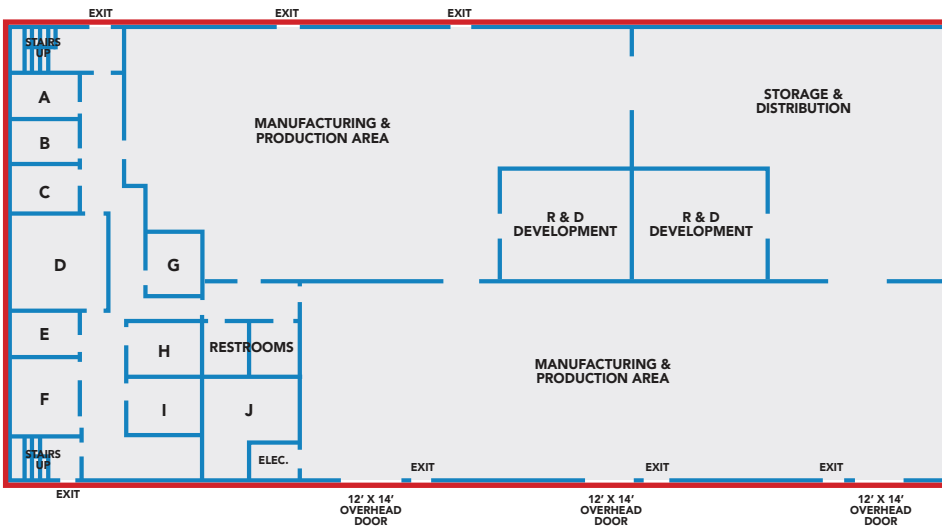 EXIT
EXIT
EXIT
STAIRS
UP
A
B
C
D
E
F
STAIRS
UP
EXIT
G
H
I
J
RESTROOMS
ELEC.
MANUFACTURING &
PRODUCTION AREA
STORAGE &
DISTRIBUTION
R & D
DEVELOPMENT
R & D
DEVELOPMENT
MANUFACTURING &
PRODUCTION AREA
EXIT
EXIT
EXIT
12' X 14'
OVERHEAD
DOOR
12' X 14'
OVERHEAD
DOOR
12' X 14'
OVERHEAD
DOOR